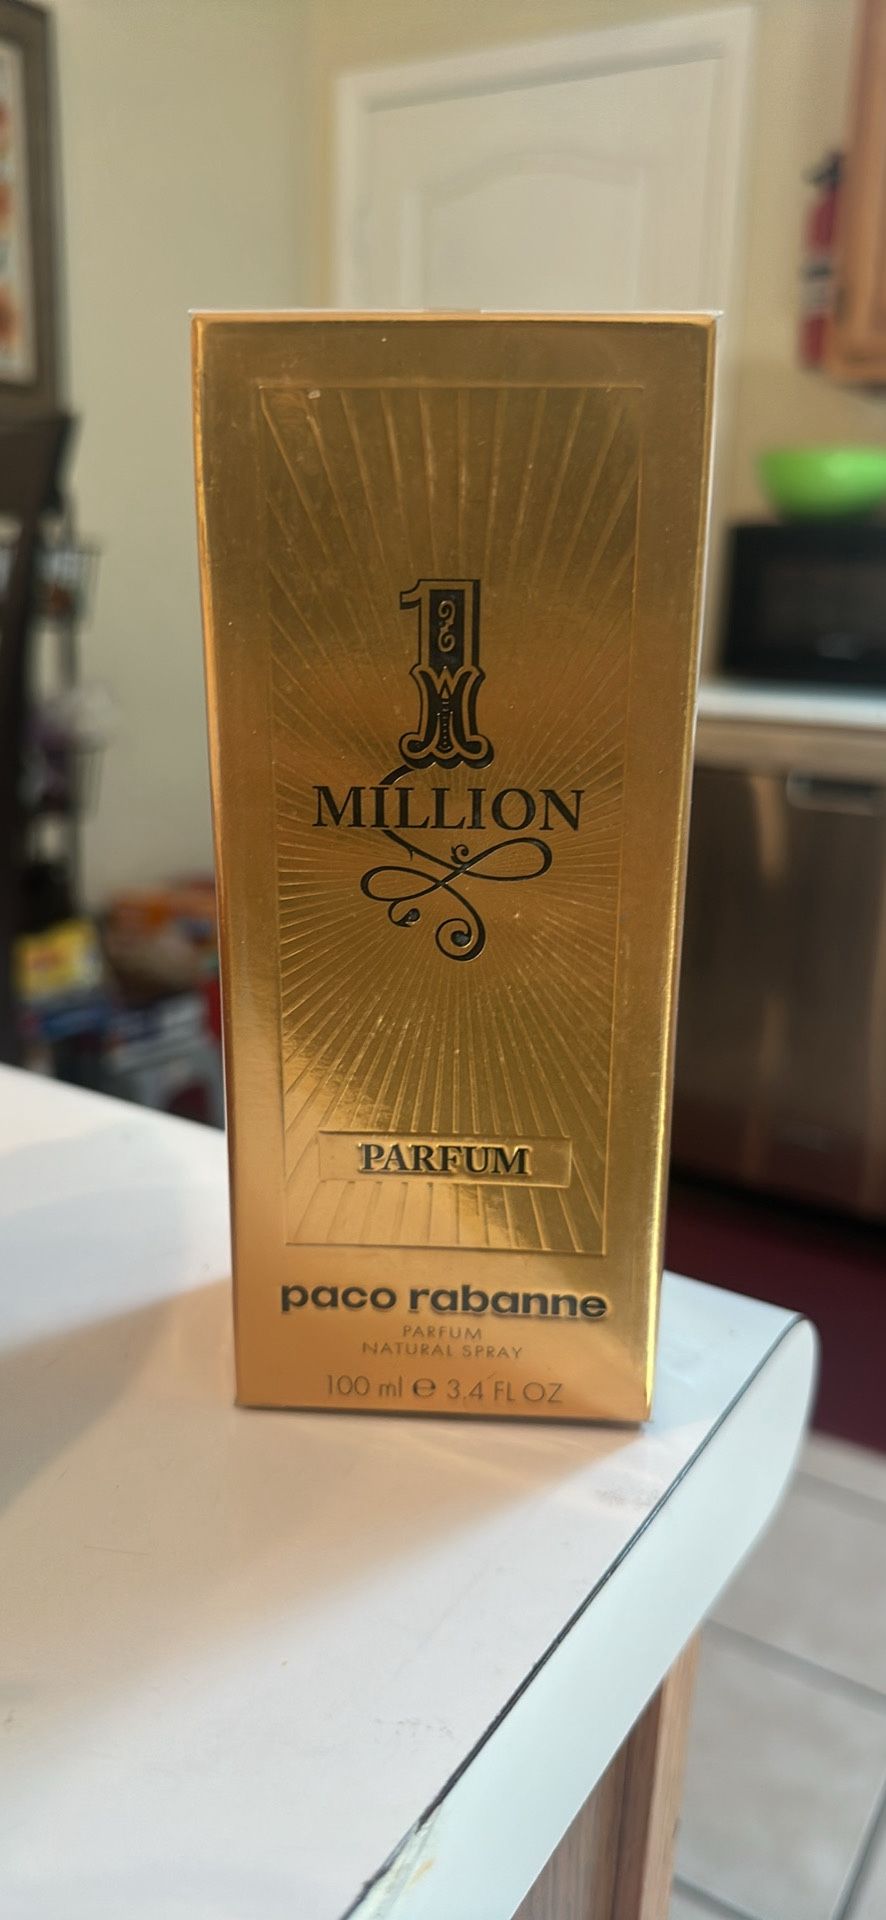 1
MILLION
PARFUM
paco rabanne
PARFUM
NATURAL SPRAY
100 ml ℮ 3.4 FL OZ